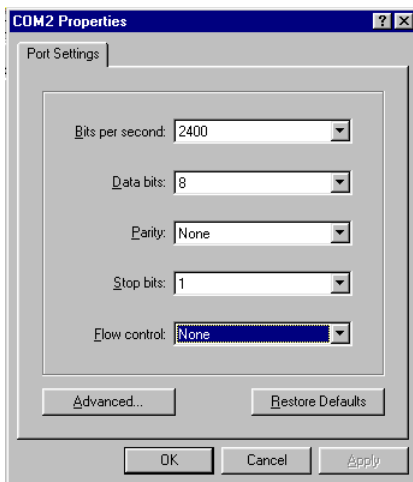 COM2 Properties
Port Settings
Bits per second: 2400
Data bits: 8
Parity: None
Stop bits: 1
Flow control: None
Advanced... Restore Defaults
OK Cancel Apply